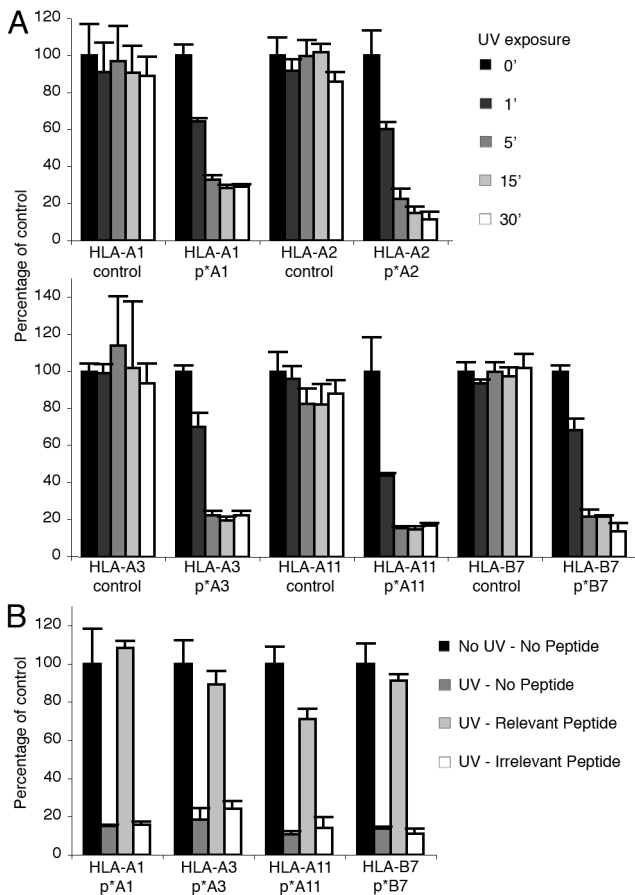 A
Percentage of control
120
100
80
60
40
20
0
HLA-A1 control
HLA-A1 p*A1
HLA-A2 control
HLA-A2 p*A2
UV exposure
0'
1'
5'
15'
30'
140
120
100
80
60
40
20
0
HLA-A3 control
HLA-A3 p*A3
HLA-A11 control
HLA-A11 p*A11
HLA-B7 control
HLA-B7 p*B7
B
Percentage of control
120
100
80
60
40
20
0
HLA-A1 p*A1
HLA-A3 p*A3
HLA-A11 p*A11
HLA-B7 p*B7
No UV - No Peptide
UV - No Peptide
UV - Relevant Peptide
UV - Irrelevant Peptide